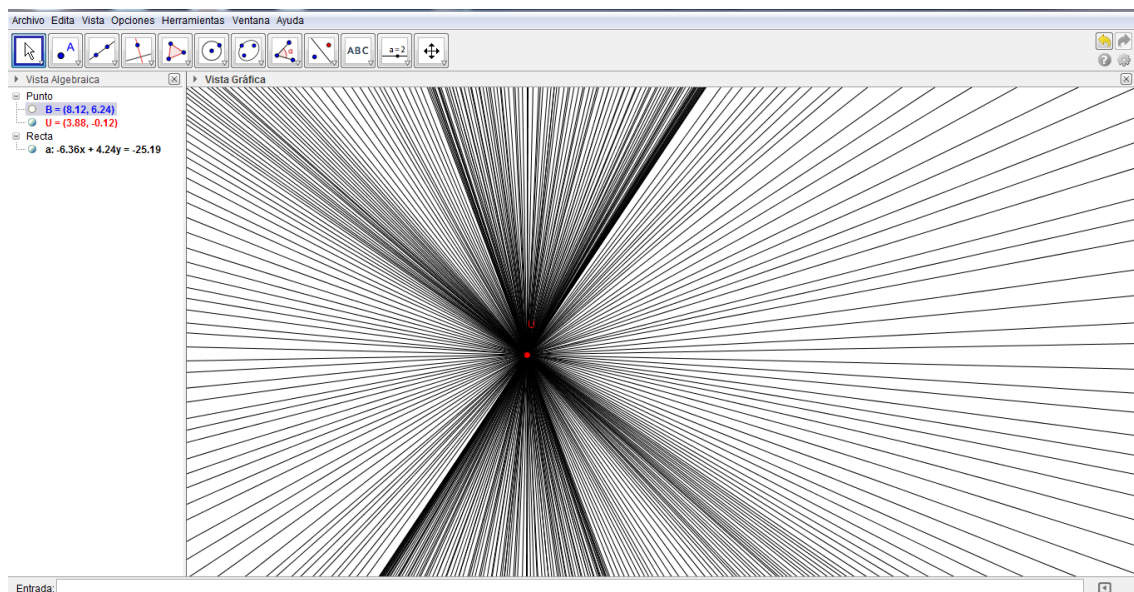 Archivo Edita Vista Opciones Herramientas Ventana Ayuda
A
α
ABC
a=2
Vista Algebraica
Vista Gráfica
Punto
B = (8.12, 6.24)
U = (3.88, -0.12)
Recta
a: -6.36x + 4.24y = -25.19
U
Entrada: